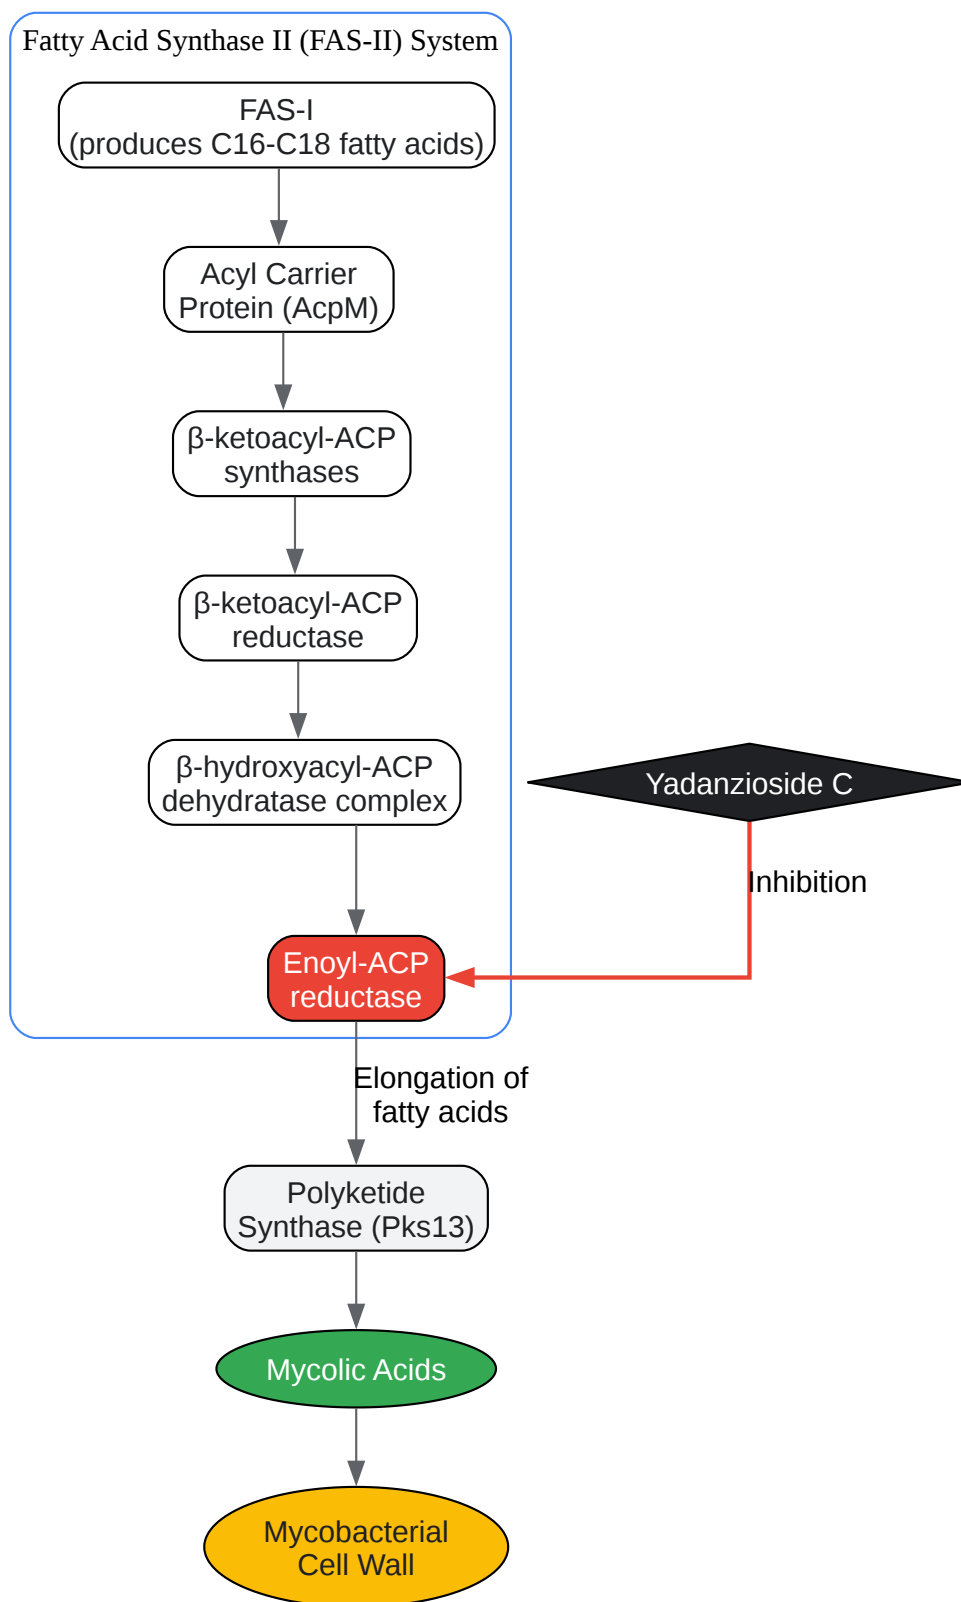 Fatty Acid Synthase II (FAS-II) System
FAS-I
(produces C16-C18 fatty acids)
Acyl Carrier
Protein (AcpM)
β-ketoacyl-ACP
synthases
β-ketoacyl-ACP
reductase
β-hydroxyacyl-ACP
dehydratase complex
Yadanzioside C
Inhibition
Enoyl-ACP
reductase
Elongation of
fatty acids
Polyketide
Synthase (Pks13)
Mycolic Acids
Mycobacterial
Cell Wall